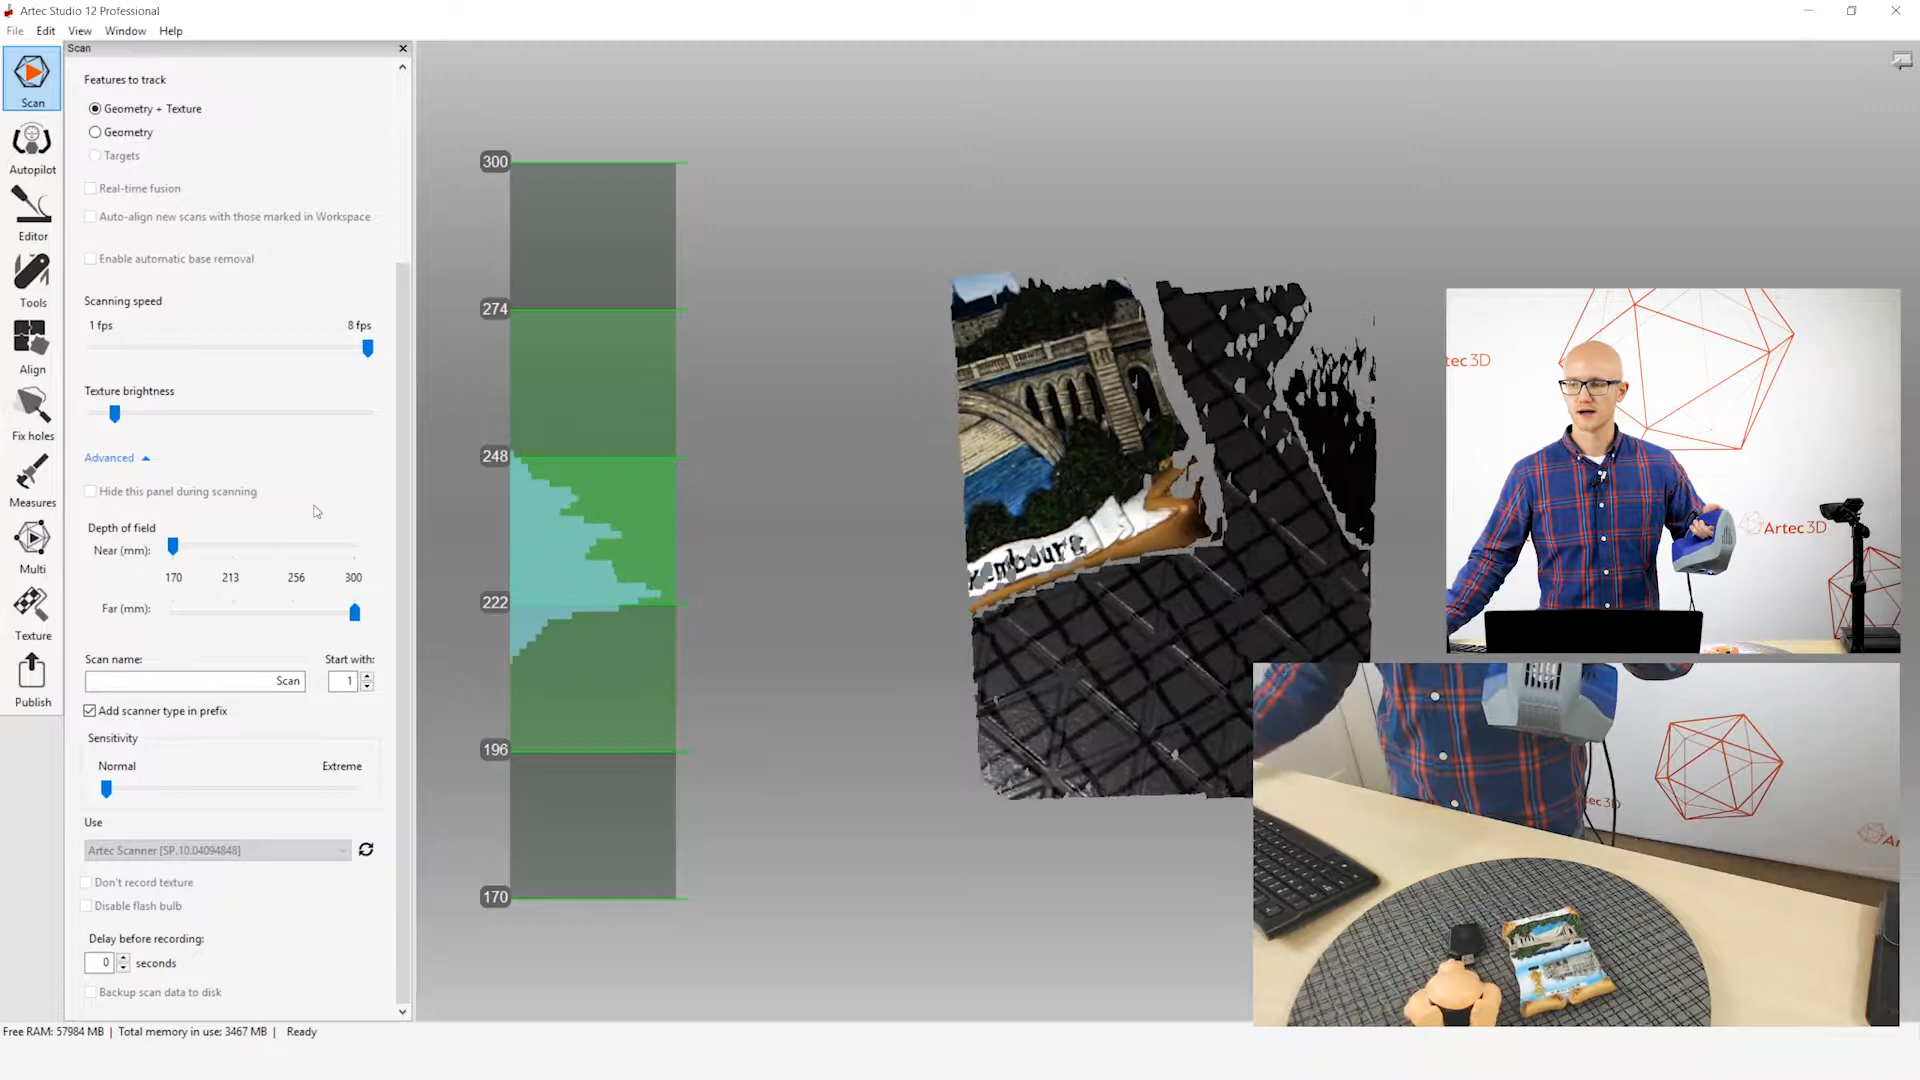 Artec Studio 12 Professional
File Edit View Window Help
Scan
Scan
Autopilot
Editor
Tools
Align
Fix holes
Measures
Multi
Texture
Publish
Features to track
Geometry + Texture
Geometry
Targets
Real-time fusion
Auto-align new scans with those marked in Workspace
Enable automatic base removal
Scanning speed
1 fps 8 fps
Texture brightness
Advanced
Hide this panel during scanning
Depth of field
Near (mm):
170 213 256 300
Far (mm):
Scan name: Start with:
Scan 1
Add scanner type in prefix
Sensitivity
Normal Extreme
Use
Artec Scanner [SP.10.04094848]
Don't record texture
Disable flash bulb
Delay before recording:
0 seconds
Backup scan data to disk
300
274
248
222
196
170
xembourg
tec3D
Artec3D
ec3D
Free RAM: 57984 MB | Total memory in use: 3467 MB | Ready